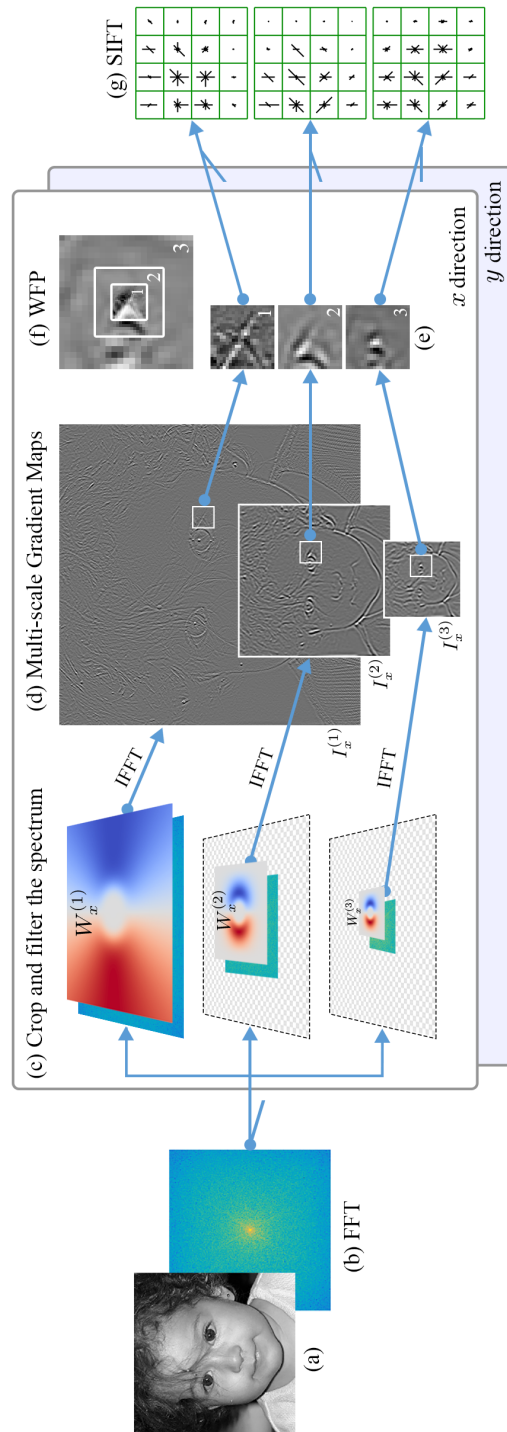 (a)
(b) FFT
(c) Crop and filter the spectrum
W_x^{(1)}
W_x^{(2)}
W_x^{(3)}
IFFT
IFFT
IFFT
(d) Multi-scale Gradient Maps
I_x^{(1)}
I_x^{(2)}
I_x^{(3)}
(f) WFP
1
2
3
1
2
3
(e)
x direction
y direction
(g) SIFT